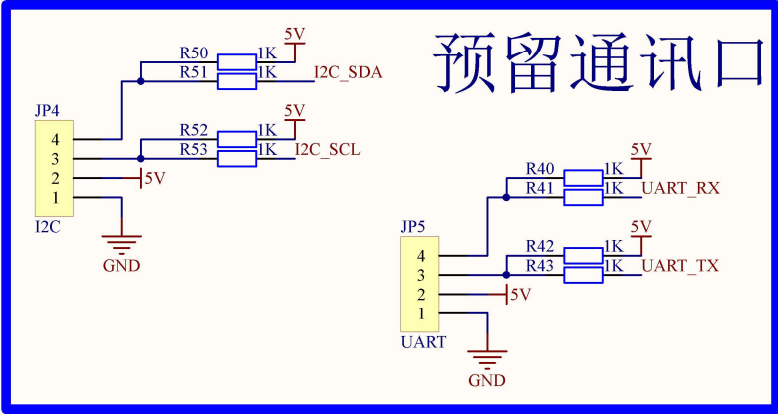 预留通讯口
5V
R50 1K
R51 1K I2C_SDA
JP4
5V
R52 1K
R53 1K I2C_SCL
4
3
2 5V
1
I2C
GND
5V
R40 1K
R41 1K UART_RX
JP5
5V
R42 1K
R43 1K UART_TX
4
3
2 5V
1
UART
GND